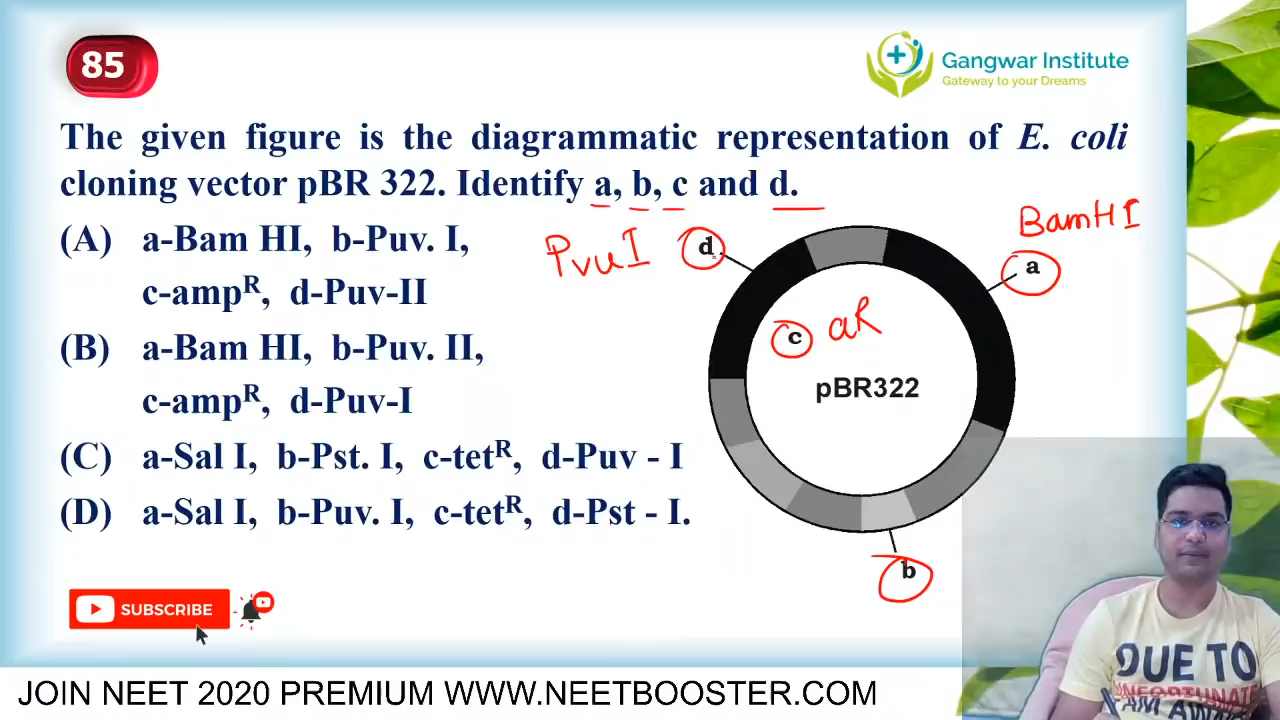 85
Gangwar Institute
Gateway to your Dreams
The given figure is the diagrammatic representation of E. coli
cloning vector pBR 322. Identify a, b, c and d.
(A) a-Bam HI, b-Puv. I,
c-ampᴿ, d-Puv-II
(B) a-Bam HI, b-Puv. II,
c-ampᴿ, d-Puv-I
(C) a-Sal I, b-Pst. I, c-tetᴿ, d-Puv - I
(D) a-Sal I, b-Puv. I, c-tetᴿ, d-Pst - I.
BamHI
PvuI
d
a
c
aR
pBR322
b
SUBSCRIBE
DUE TO
UNFORTUNATE
JOIN NEET 2020 PREMIUM WWW.NEETBOOSTER.COM